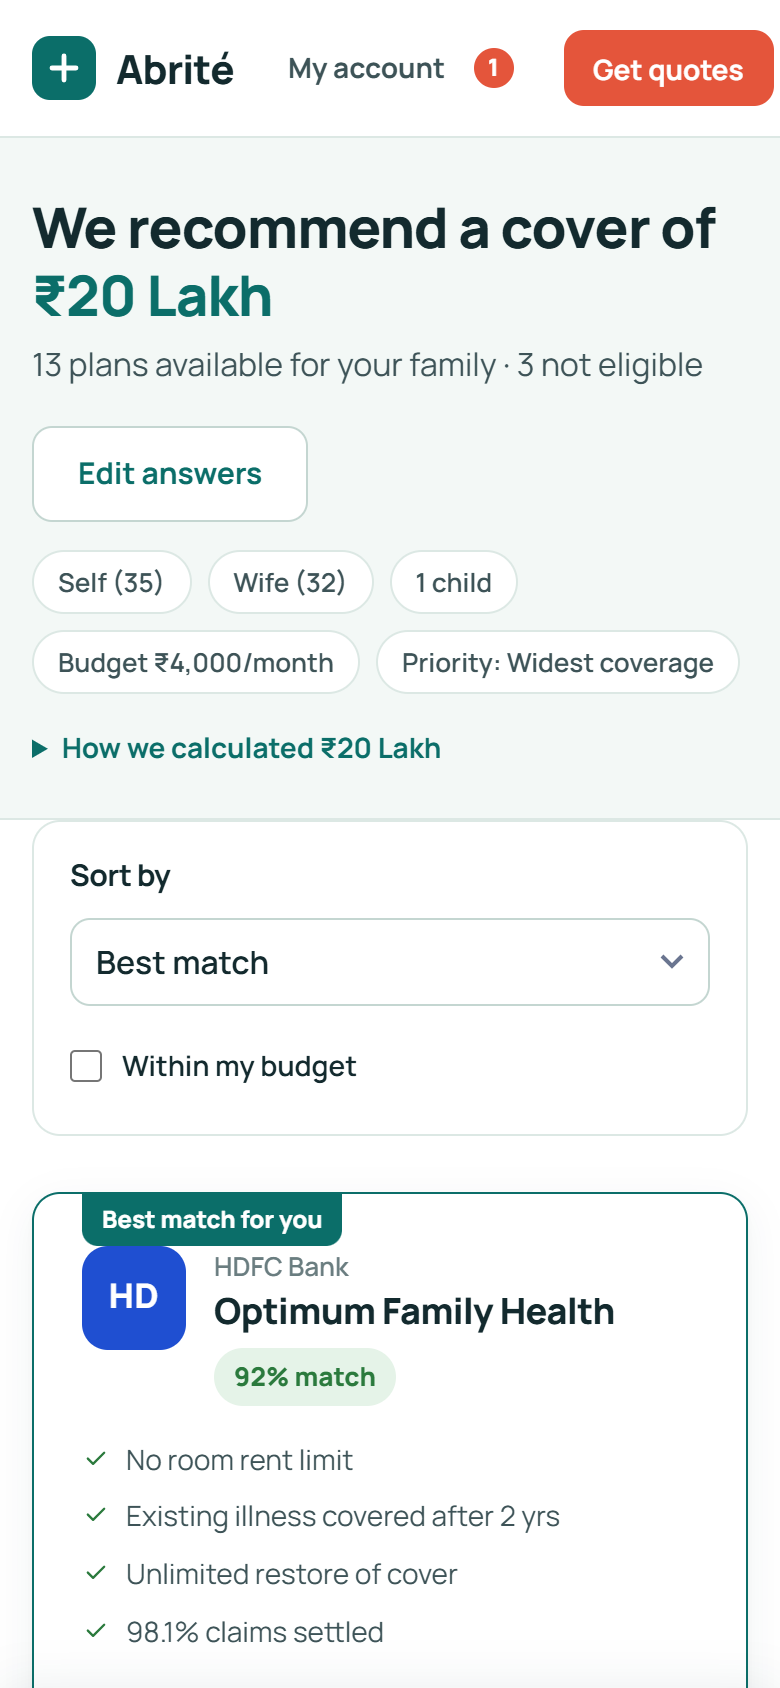 Abrité
My account
1
Get quotes
We recommend a cover of
₹20 Lakh
13 plans available for your family · 3 not eligible
Edit answers
Self (35)
Wife (32)
1 child
Budget ₹4,000/month
Priority: Widest coverage
How we calculated ₹20 Lakh
Sort by
Best match
Within my budget
Best match for you
HD
HDFC Bank
Optimum Family Health
92% match
No room rent limit
Existing illness covered after 2 yrs
Unlimited restore of cover
98.1% claims settled